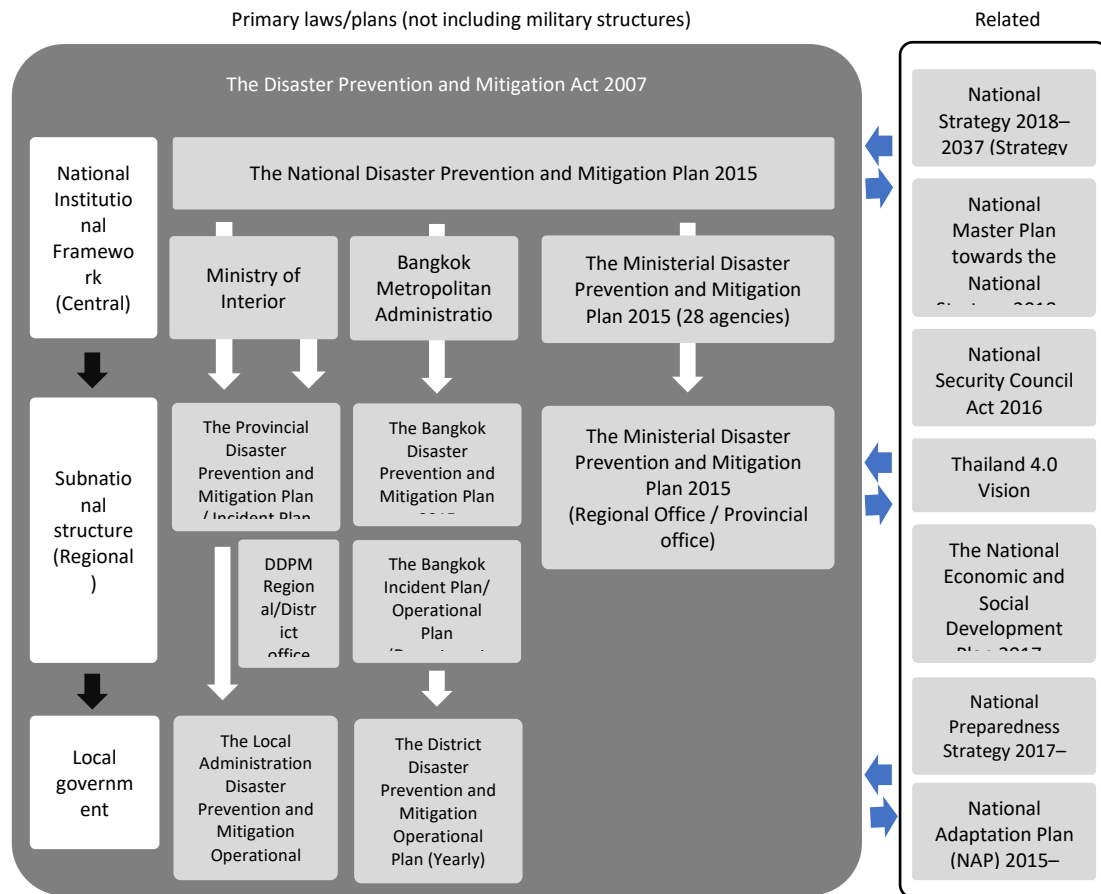 Primary laws/plans (not including military structures)
Related
The Disaster Prevention and Mitigation Act 2007
National
Institutio
nal
Framewo
rk
(Central)
The National Disaster Prevention and Mitigation Plan 2015
Ministry of
Interior
Bangkok
Metropolitan
Administratio
The Ministerial Disaster
Prevention and Mitigation
Plan 2015 (28 agencies)
Subnatio
nal
structure
(Regional
)
The Provincial
Disaster
Prevention and
Mitigation Plan
/ Incident Plan
The Bangkok
Disaster
Prevention and
Mitigation Plan
The Ministerial Disaster
Prevention and Mitigation
Plan 2015
(Regional Office / Provincial
office)
DDPM
Region
al/Distr
ict
office
The Bangkok
Incident Plan/
Operational
Plan
Local
governm
ent
The Local
Administration
Disaster
Prevention and
Mitigation
Operational
The District
Disaster
Prevention and
Mitigation
Operational
Plan (Yearly)
National
Strategy 2018–
2037 (Strategy
National
Master Plan
towards the
National
National
Security Council
Act 2016
Thailand 4.0
Vision
The National
Economic and
Social
Development
Plan 2017–
National
Preparedness
Strategy 2017–
National
Adaptation Plan
(NAP) 2015–